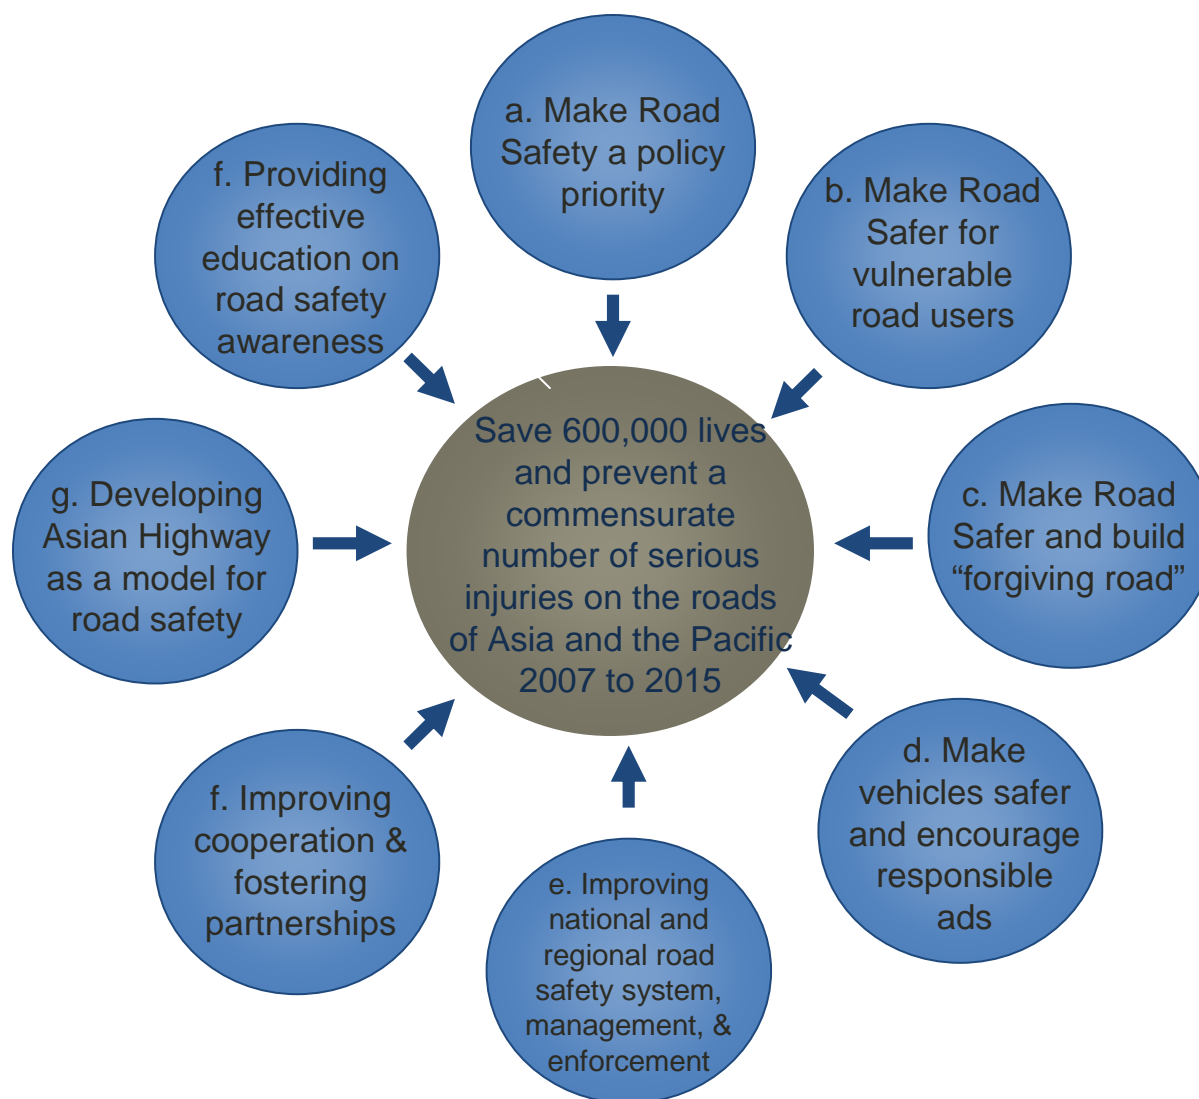 a. Make Road
Safety a policy
priority
b. Make Road
Safer for
vulnerable
road users
c. Make Road
Safer and build
“forgiving road”
d. Make
vehicles safer
and encourage
responsible
ads
e. Improving
national and
regional road
safety system,
management, &
enforcement
f. Improving
cooperation &
fostering
partnerships
g. Developing
Asian Highway
as a model for
road safety
f. Providing
effective
education on
road safety
awareness
Save 600,000 lives
and prevent a
commensurate
number of serious
injuries on the roads
of Asia and the Pacific
2007 to 2015